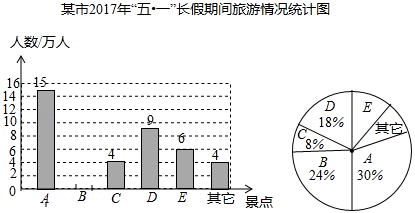 某市2017年“五·一”长假期间旅游情况统计图
人数/万人
16
14
12
10
8
6
4
2
0
15
4
9
6
4
A
B
C
D
E
其它
景点
D
18%
E
其它
C
8%
B
24%
A
30%